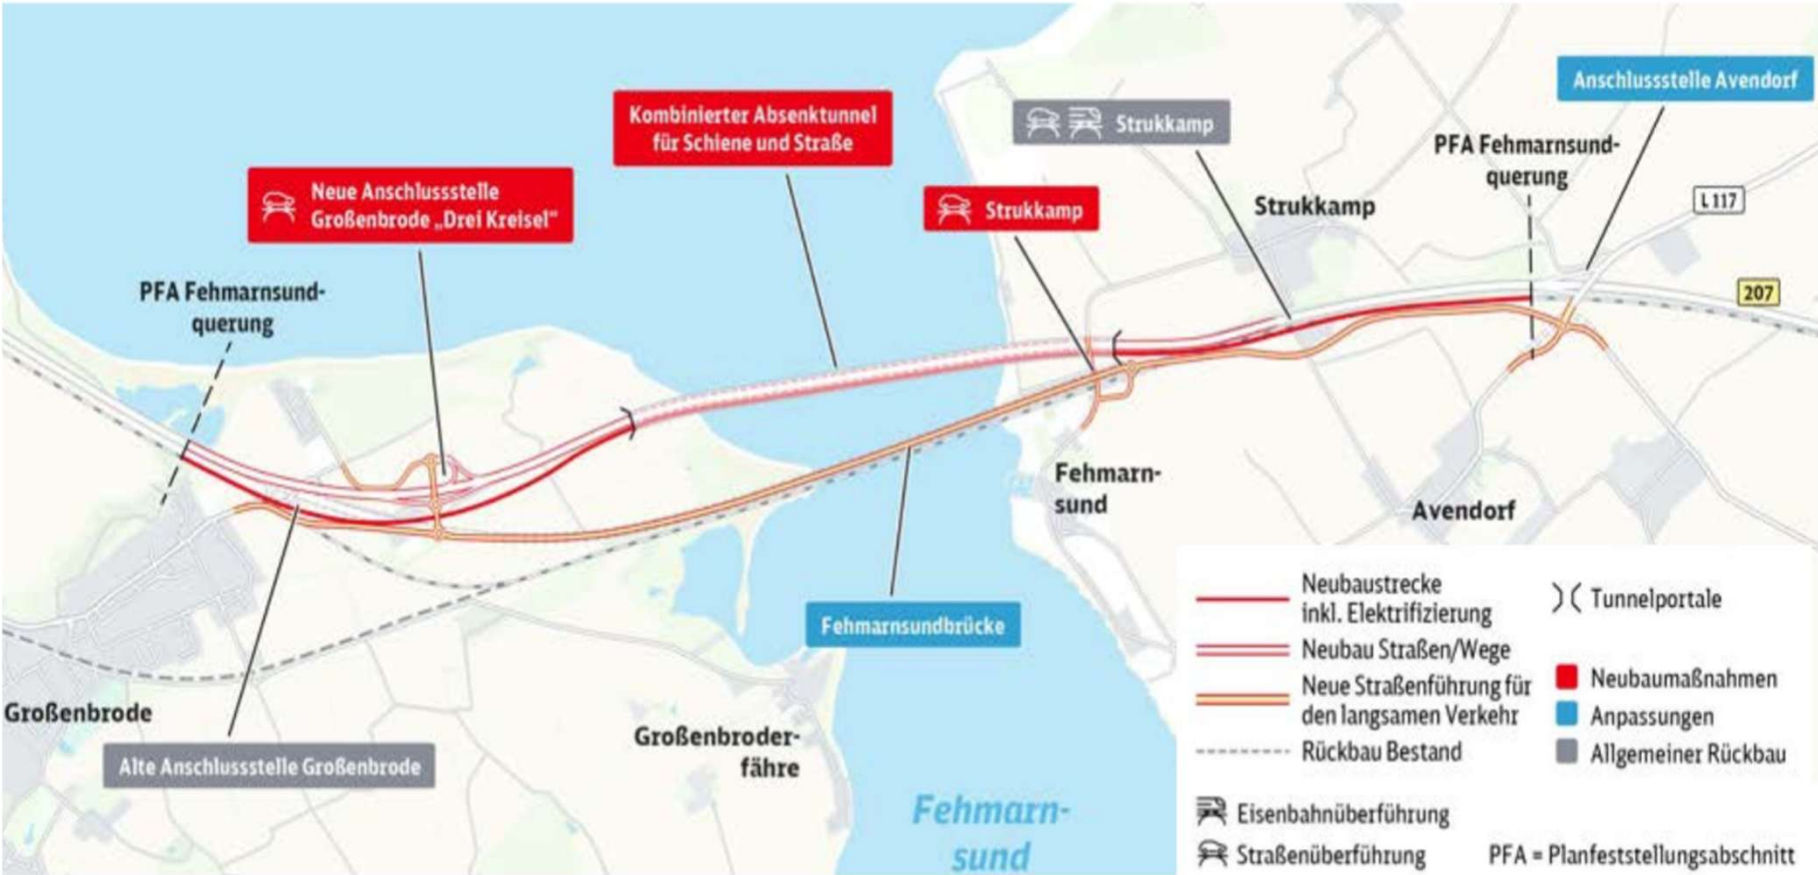 Anschlussstelle Avendorf
Kombinierter Absenktunnel
für Schiene und Straße
Strukkamp
PFA Fehmarnsund-
querung
Neue Anschlussstelle
Großenbrode „Drei Kreisel“
Strukkamp
Strukkamp
L 117
PFA Fehmarnsund-
querung
207
Fehmarn-
sund
Avendorf
Fehmarnsundbrücke
Großenbrode
Alte Anschlussstelle Großenbrode
Großenbroder-
fähre
Fehmarn-
sund
Neubaustrecke
inkl. Elektrifizierung
Neubau Straßen/Wege
Neue Straßenführung für
den langsamen Verkehr
Rückbau Bestand
Eisenbahnüberführung
Straßenüberführung
Tunnelportale
Neubaumaßnahmen
Anpassungen
Allgemeiner Rückbau
PFA = Planfeststellungsabschnitt